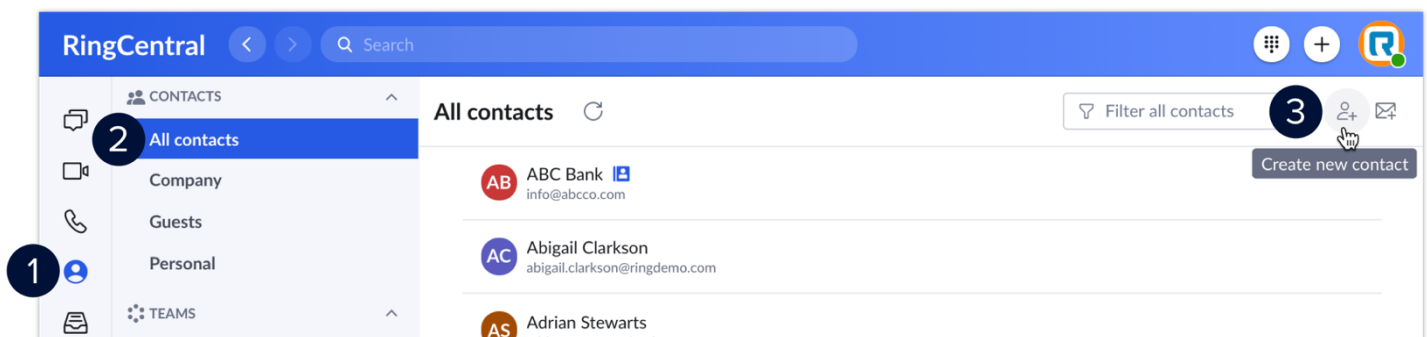 RingCentral
Search
CONTACTS
2
All contacts
Company
Guests
Personal
1
TEAMS
All contacts
Filter all contacts
3
Create new contact
AB
ABC Bank
info@abcco.com
AC
Abigail Clarkson
abigail.clarkson@ringdemo.com
AS
Adrian Stewarts